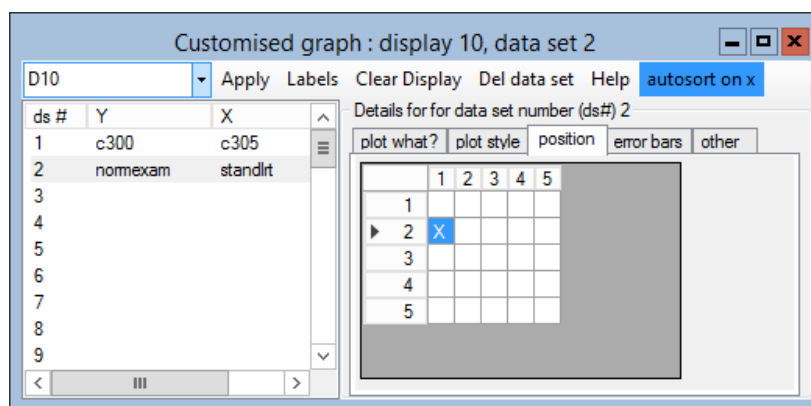 Customised graph : display 10, data set 2
D10 Apply Labels Clear Display Del data set Help autosort on x
ds # Y X
1 c300 c305
2 normexam standlrt
3
4
5
6
7
8
9
Details for for data set number (ds#) 2
plot what? plot style position error bars other
1 2 3 4 5
1
2 X
3
4
5